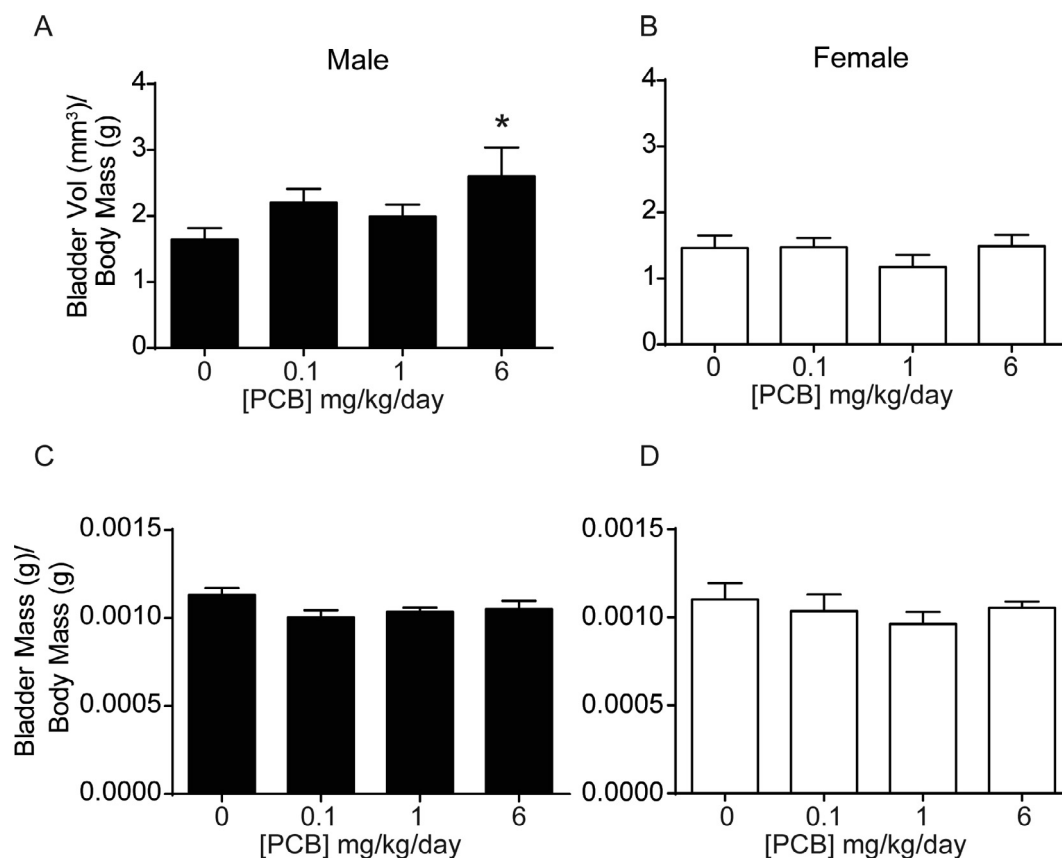 A
Male
Bladder Vol (mm³)/
Body Mass (g)
4
3
2
1
0
*
0 0.1 1 6
[PCB] mg/kg/day
B
Female
4
3
2
1
0
0 0.1 1 6
[PCB] mg/kg/day
C
Bladder Mass (g)/
Body Mass (g)
0.0015
0.0010
0.0005
0.0000
0 0.1 1 6
[PCB] mg/kg/day
D
0.0015
0.0010
0.0005
0.0000
0 0.1 1 6
[PCB] mg/kg/day